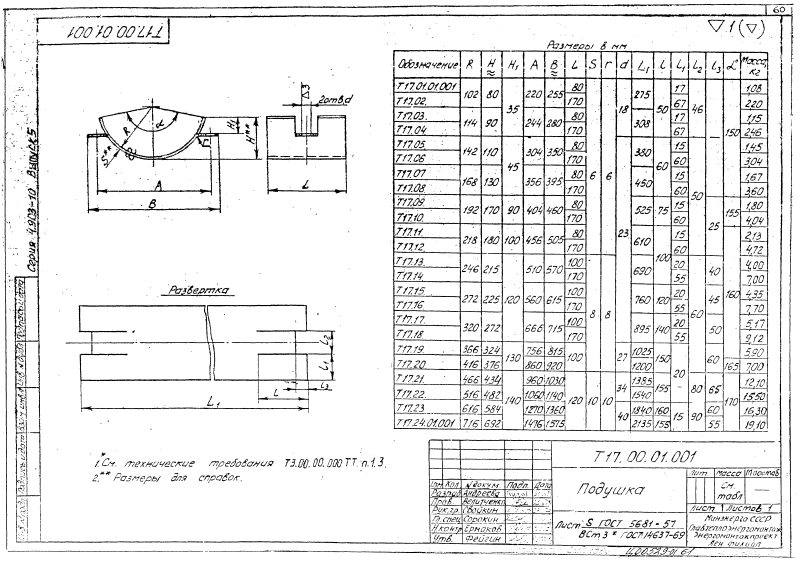 60
Т17.00.01.001
▽1 (▽)
Серия 4.903-10 Выпуск 5
Размеры в мм
Обозначение R H≈ H₁ A B≈ L S r d L₁ l l₁ l₂ l₃ α° Масса, кг
Т17.01.01.001 102 80 35 220 255 80 6 6 18 275 50 17 46 25 150 1,08
Т17.02. 170 67 2,20
Т17.03. 114 90 244 280 80 308 17 1,15
Т17.04. 170 67 2,46
Т17.05. 142 110 45 304 350 80 23 380 60 15 50 1,45
Т17.06. 170 60 3,04
Т17.07 168 130 356 395 80 450 15 1,67
Т17.08. 170 60 3,60
Т17.09 192 170 90 404 460 80 525 75 15 155 1,80
Т17.10. 170 60 4,04
Т17.11. 218 180 100 456 505 80 610 100 15 160 2,13
Т17.12. 170 60 4,72
Т17.13. 246 215 120 510 570 100 8 8 690 20 60 40 4,00
Т17.14. 170 55 7,00
Т17.15. 272 225 560 615 100 760 120 20 45 4,35
Т17.16. 170 55 7,70
Т17.17. 320 272 666 715 100 895 140 20 50 5,17
Т17.18 170 55 9,12
Т17.19 366 324 130 756 815 100 27 1025 150 20 60 5,90
Т17.20. 416 376 860 920 1200 165 7,00
Т17.21. 466 434 140 960 1030 120 10 10 34 1385 155 80 65 170 12,10
Т17.22. 516 482 1060 1140 1540 15,50
Т17.23 616 584 1270 1360 40 1840 160 15 90 60 16,30
Т17.24.01.001 716 692 1476 1575 2135 155 55 19,10
▽3
2отв.d
R
α
H₁
H**
S**
r
A
B
L
Развертка
l₂
l₁
l
l₃
L₁
1.* См. технические требования Т3.00.00.000 ТТ. п.1.3.
2.** Размеры для справок.
Т17.00.01.001
Подушка
Лит Масса Масштаб
См. табл —
Лист Листов 1
Изм. Кол. № докум. Подп. Дата
Разраб. Андреева
Пров. Велитченко
Рук.гр. Свойкин
Гл.спец. Сорокин
Н.контр. Ермаков
Утв. Фейгин
Лист S ГОСТ 5681-57
ВСт3* ГОСТ 14637-69
Минэнерго СССР
Главтеплоэнергомонтаж
Энергомонтажпроект
Лен. филиал